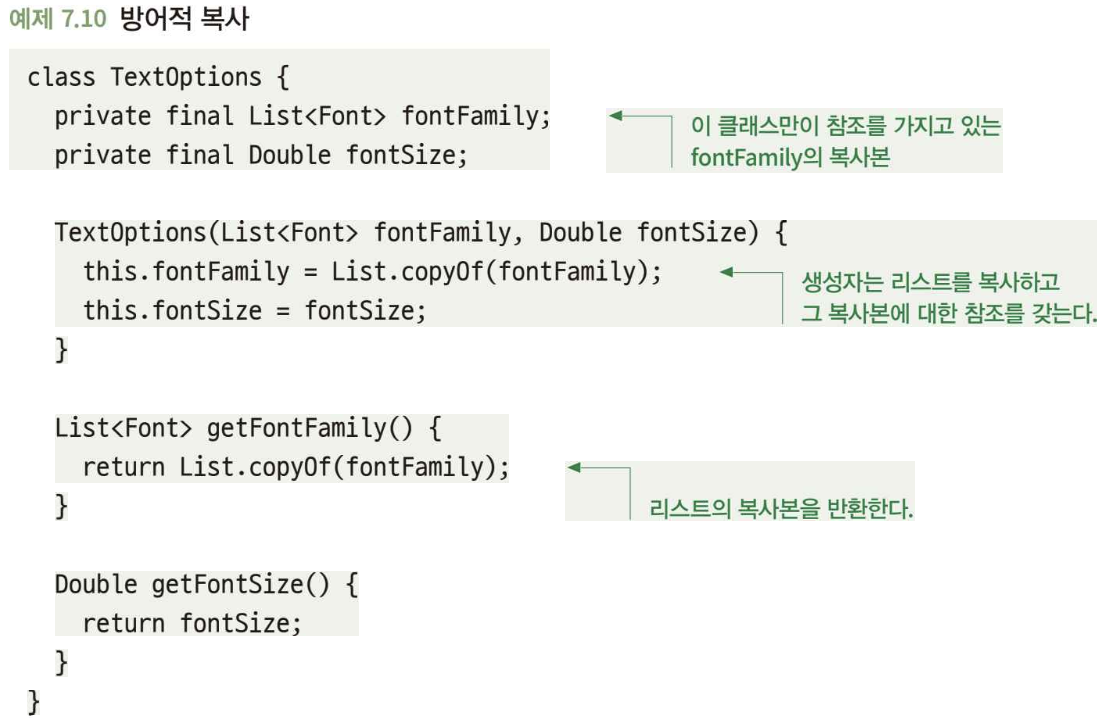 예제 7.10 방어적 복사
class TextOptions {
  private final List<Font> fontFamily;
  private final Double fontSize;
이 클래스만이 참조를 가지고 있는
fontFamily의 복사본
  TextOptions(List<Font> fontFamily, Double fontSize) {
    this.fontFamily = List.copyOf(fontFamily);
    this.fontSize = fontSize;
생성자는 리스트를 복사하고
그 복사본에 대한 참조를 갖는다.
  }
  List<Font> getFontFamily() {
    return List.copyOf(fontFamily);
  }
리스트의 복사본을 반환한다.
  Double getFontSize() {
    return fontSize;
  }
}